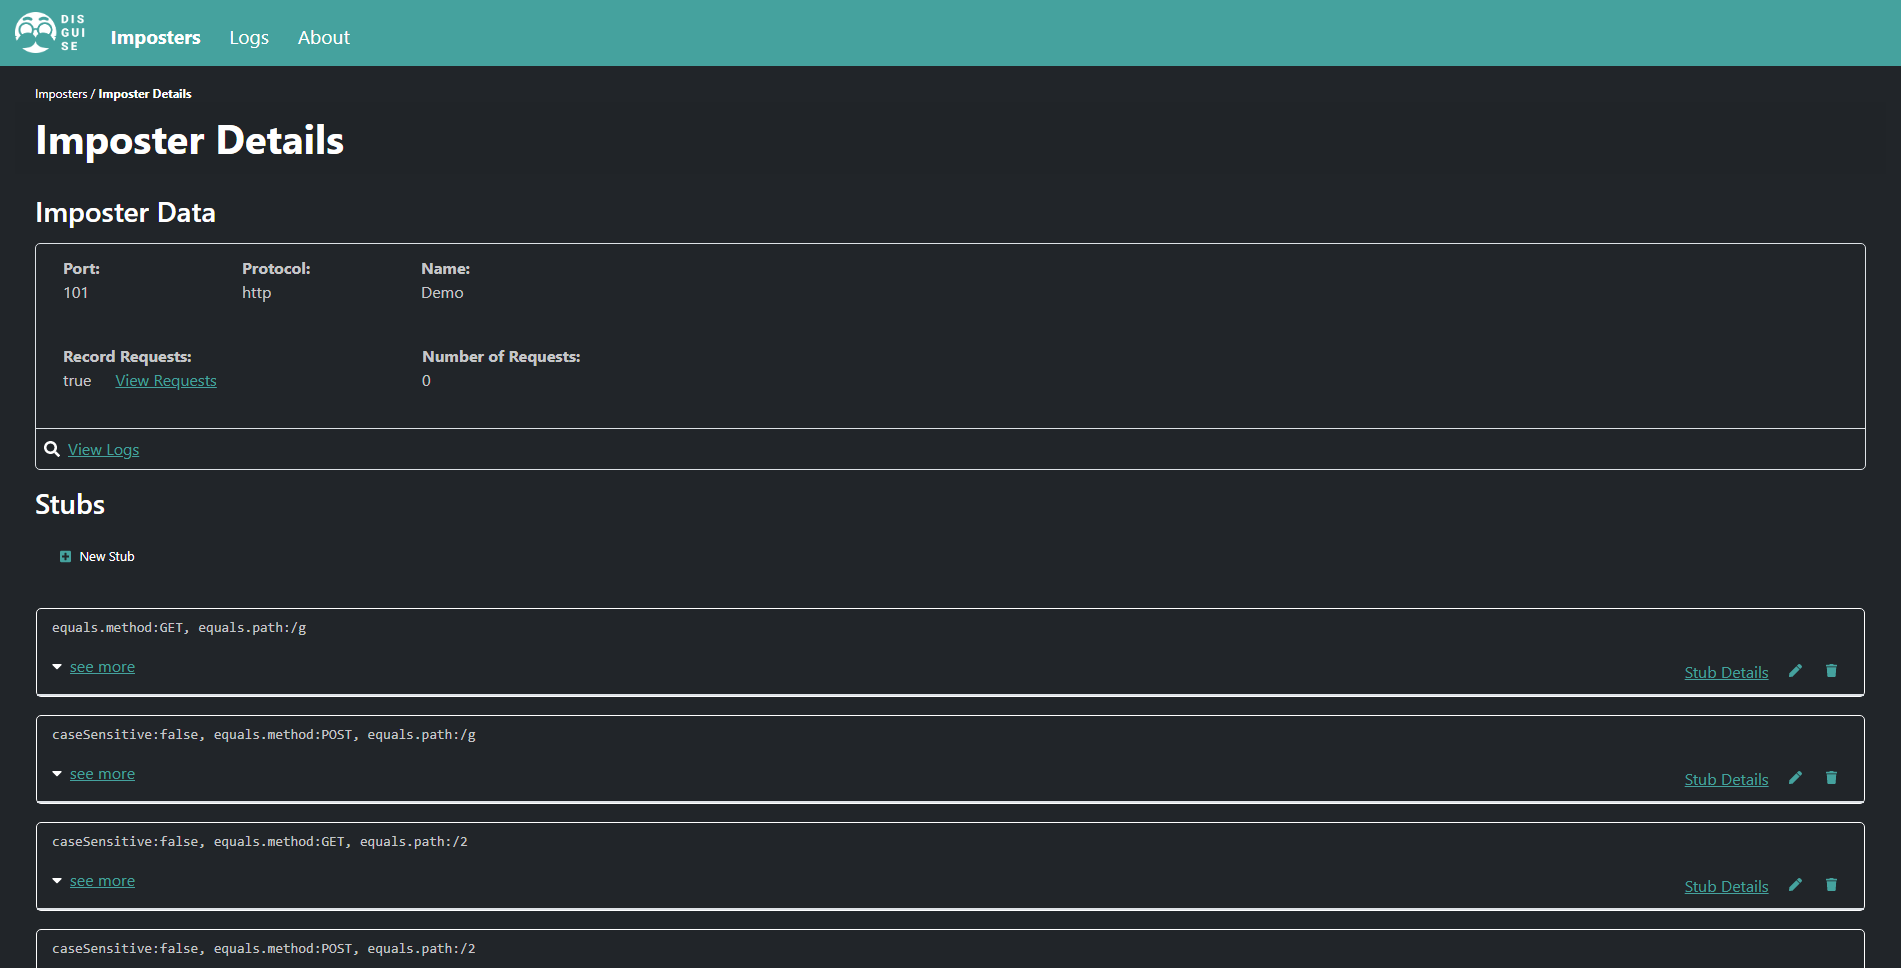 DIS
GUI
SE
Imposters Logs About
Imposters / Imposter Details
Imposter Details
Imposter Data
Port: Protocol: Name:
101 http Demo
Record Requests: Number of Requests:
true View Requests 0
View Logs
Stubs
New Stub
equals.method:GET, equals.path:/g
see more Stub Details
caseSensitive:false, equals.method:POST, equals.path:/g
see more Stub Details
caseSensitive:false, equals.method:GET, equals.path:/2
see more Stub Details
caseSensitive:false, equals.method:POST, equals.path:/2